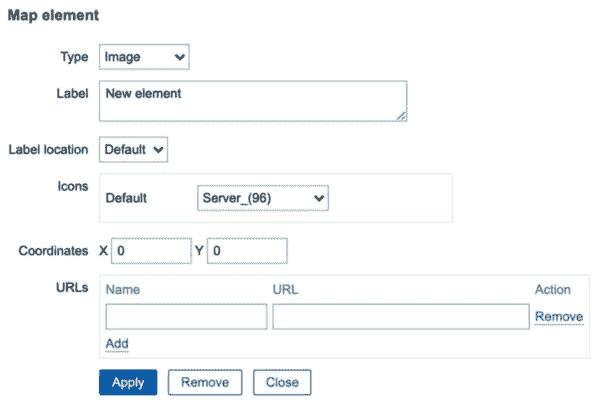 Map element
Type Image
Label New element
Label location Default
Icons
Default Server_(96)
Coordinates X 0 Y 0
URLs Name URL Action
Remove
Add
Apply Remove Close